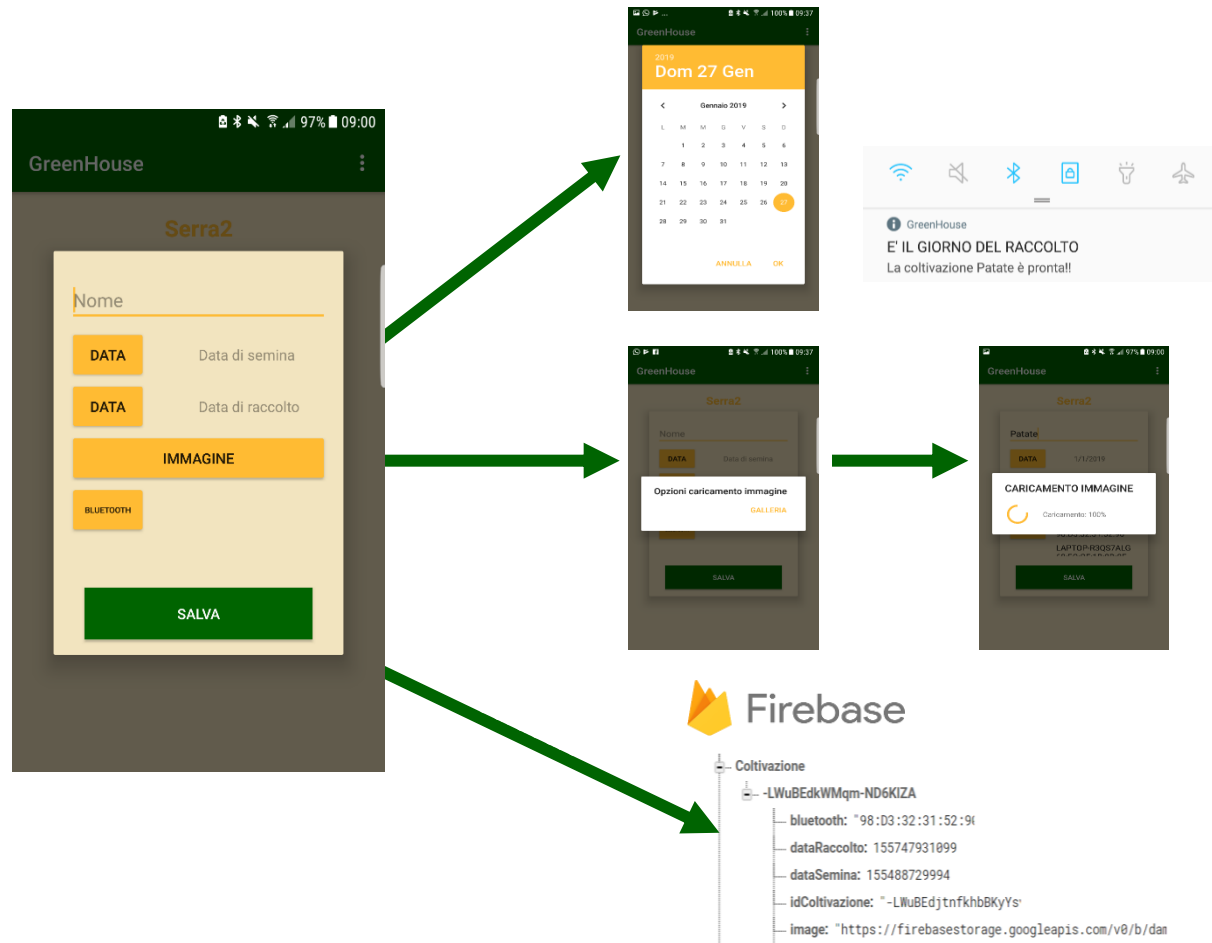 97% 09:00
GreenHouse
Serra2
Nome
DATA Data di semina
DATA Data di raccolto
IMMAGINE
BLUETOOTH
SALVA
... 100% 09:37
GreenHouse
2019
Dom 27 Gen
Gennaio 2019
L M M G V S D
1 2 3 4 5 6
7 8 9 10 11 12 13
14 15 16 17 18 19 20
21 22 23 24 25 26 27
28 29 30 31
ANNULLA OK
GreenHouse
E' IL GIORNO DEL RACCOLTO
La coltivazione Patate è pronta!!
100% 09:37
GreenHouse
Serra2
Nome
DATA Data di semina
Opzioni caricamento immagine
GALLERIA
SALVA
97% 09:00
GreenHouse
Serra2
Patate
DATA 1/1/2019
CARICAMENTO IMMAGINE
Caricamento: 100%
LAPTOP-R3QS7ALG
SALVA
Firebase
Coltivazione
-LWuBEdkWMqm-ND6KIZA
bluetooth: "98:D3:32:31:52:90
dataRaccolto: 155747931099
dataSemina: 155488729994
idColtivazione: "-LWuBEdjtnfkhbBKyYs
image: "https://firebasestorage.googleapis.com/v0/b/dam